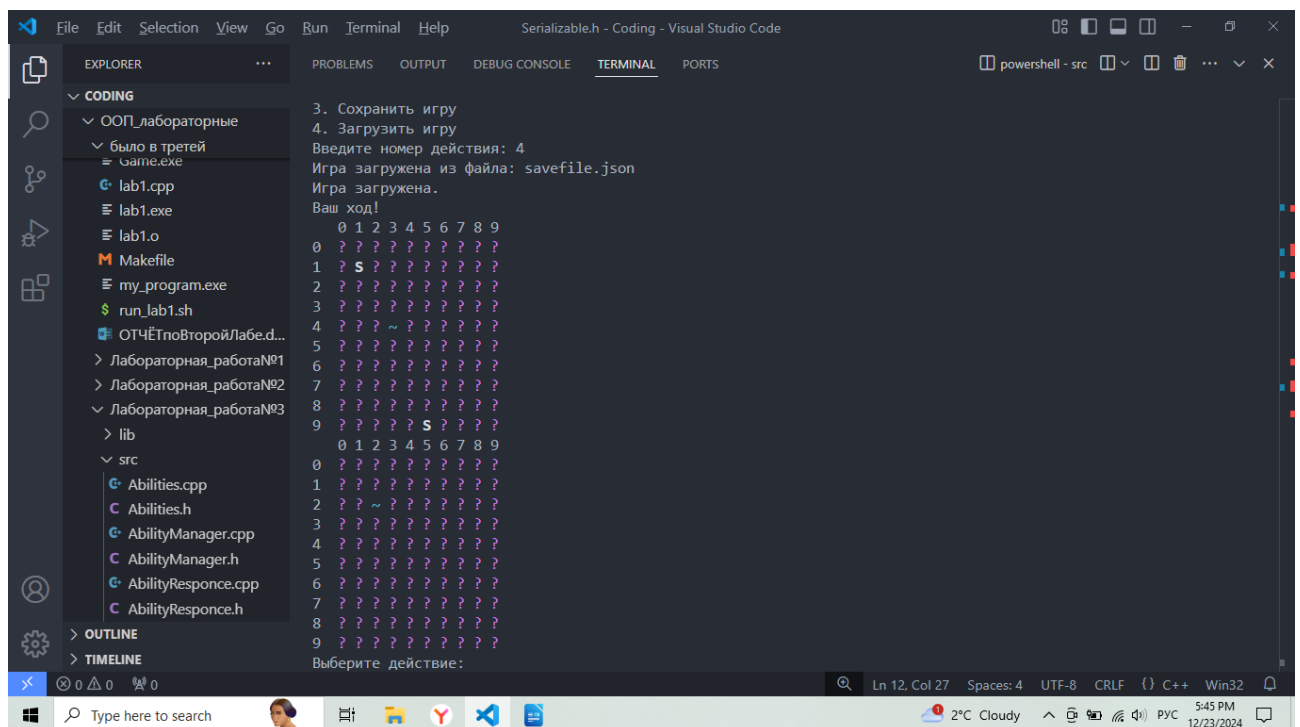 File Edit Selection View Go Run Terminal Help Serializable.h - Coding - Visual Studio Code
EXPLORER ...
CODING
ООП_лабораторные
было в третей
Game.exe
lab1.cpp
lab1.exe
lab1.o
Makefile
my_program.exe
run_lab1.sh
ОТЧЁТпоВторойЛабе.d...
Лабораторная_работа№1
Лабораторная_работа№2
Лабораторная_работа№3
lib
src
Abilities.cpp
Abilities.h
AbilityManager.cpp
AbilityManager.h
AbilityResponce.cpp
AbilityResponce.h
OUTLINE
TIMELINE
PROBLEMS OUTPUT DEBUG CONSOLE TERMINAL PORTS powershell - src
3. Сохранить игру
4. Загрузить игру
Введите номер действия: 4
Игра загружена из файла: savefile.json
Игра загружена.
Ваш ход!
0 1 2 3 4 5 6 7 8 9
0 ? ? ? ? ? ? ? ? ? ?
1 ? S ? ? ? ? ? ? ? ?
2 ? ? ? ? ? ? ? ? ? ?
3 ? ? ? ? ? ? ? ? ? ?
4 ? ? ? ~ ? ? ? ? ? ?
5 ? ? ? ? ? ? ? ? ? ?
6 ? ? ? ? ? ? ? ? ? ?
7 ? ? ? ? ? ? ? ? ? ?
8 ? ? ? ? ? ? ? ? ? ?
9 ? ? ? ? ? S ? ? ? ?
0 1 2 3 4 5 6 7 8 9
0 ? ? ? ? ? ? ? ? ? ?
1 ? ? ? ? ? ? ? ? ? ?
2 ? ? ~ ? ? ? ? ? ? ?
3 ? ? ? ? ? ? ? ? ? ?
4 ? ? ? ? ? ? ? ? ? ?
5 ? ? ? ? ? ? ? ? ? ?
6 ? ? ? ? ? ? ? ? ? ?
7 ? ? ? ? ? ? ? ? ? ?
8 ? ? ? ? ? ? ? ? ? ?
9 ? ? ? ? ? ? ? ? ? ?
Выберите действие:
0 0 0 Ln 12, Col 27 Spaces: 4 UTF-8 CRLF {} C++ Win32
Type here to search 2°C Cloudy РУС 5:45 PM
12/23/2024